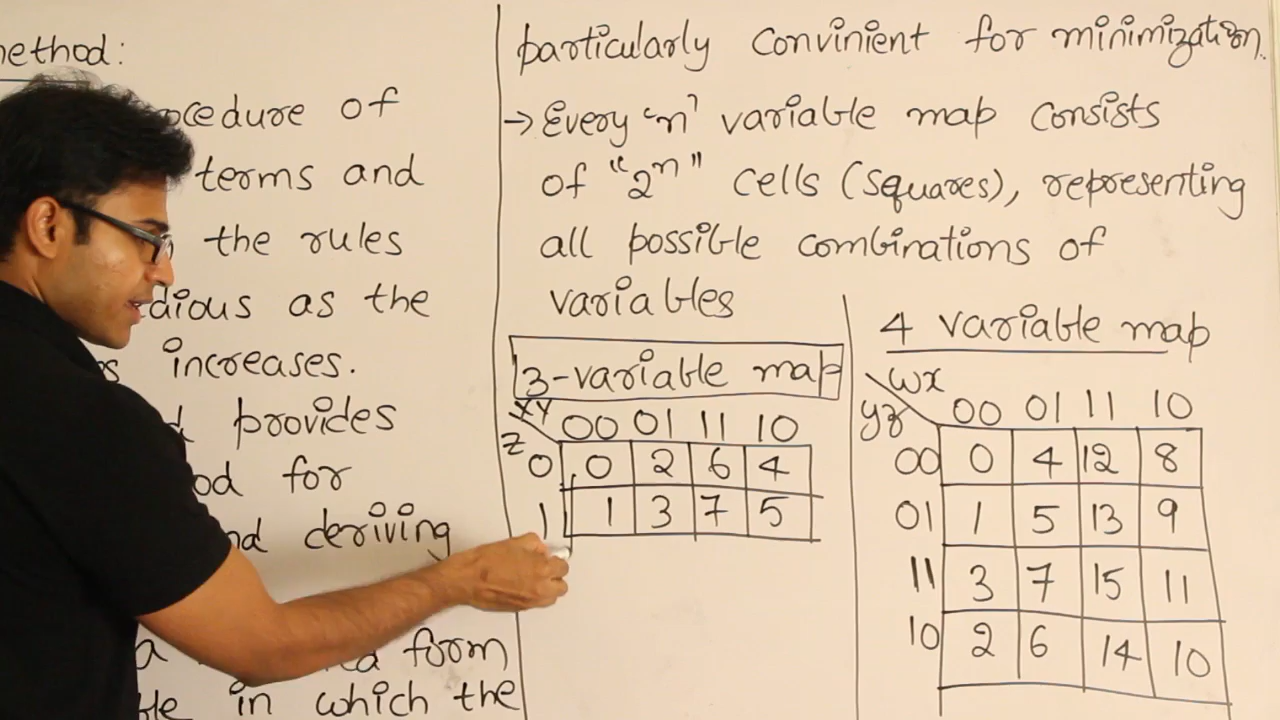 method:
ocedure of
terms and
the rules
dious as the
increases.
provides
od for
nd deriving
form
in which the
particularly convinient for minimization.
→ Every 'n' variable map consists
of "2ⁿ" cells (squares), representing
all possible combinations of
variables
3-variable map
XY 00 01 11 10
Z
0 0 2 6 4
1 1 3 7 5
4 variable map
wx
yz 00 01 11 10
00 0 4 12 8
01 1 5 13 9
11 3 7 15 11
10 2 6 14 10